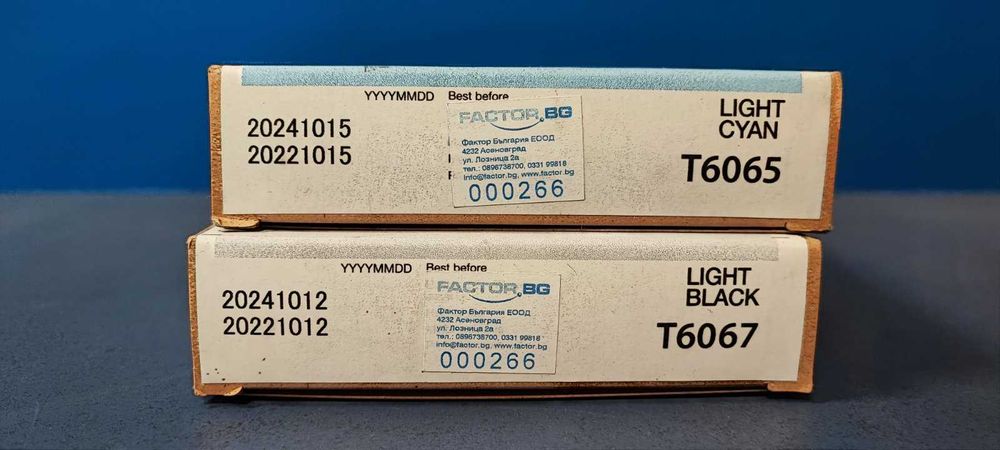 YYYYMMDD Best before
20241015
20221015
FACTOR.BG
Фактор България ЕООД
4232 Асеновград
ул. Лозница 2а
тел.: 0896738700, 0331 99818
info@factor.bg, www.factor.bg
000266
LIGHT
CYAN
T6065
YYYYMMDD Best before
20241012
20221012
FACTOR.BG
Фактор България ЕООД
4232 Асеновград
ул. Лозница 2а
тел.: 0896738700, 0331 99818
info@factor.bg, www.factor.bg
000266
LIGHT
BLACK
T6067